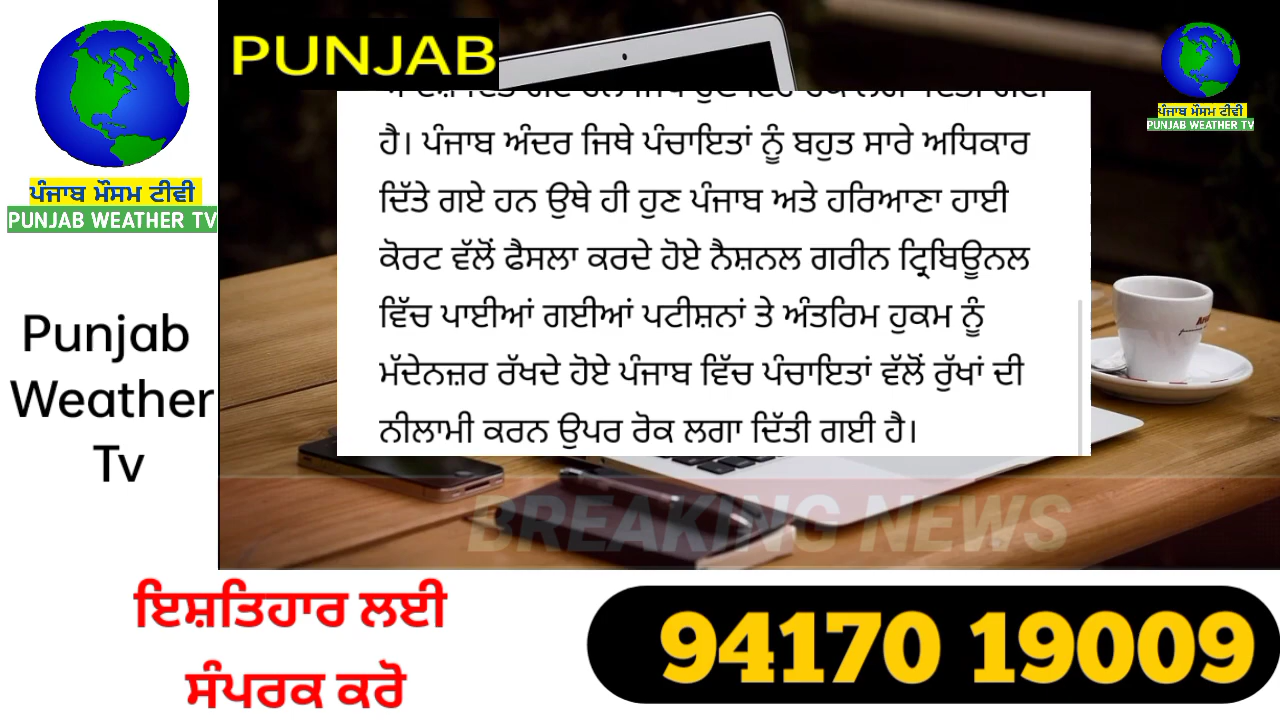 PUNJAB
ਹੈ। ਪੰਜਾਬ ਅੰਦਰ ਜਿਥੇ ਪੰਚਾਇਤਾਂ ਨੂੰ ਬਹੁਤ ਸਾਰੇ ਅਧਿਕਾਰ
ਦਿੱਤੇ ਗਏ ਹਨ ਉਥੇ ਹੀ ਹੁਣ ਪੰਜਾਬ ਅਤੇ ਹਰਿਆਣਾ ਹਾਈ
ਕੋਰਟ ਵੱਲੋਂ ਫੈਸਲਾ ਕਰਦੇ ਹੋਏ ਨੈਸ਼ਨਲ ਗਰੀਨ ਟ੍ਰਿਬਿਊਨਲ
ਵਿੱਚ ਪਾਈਆਂ ਗਈਆਂ ਪਟੀਸ਼ਨਾਂ ਤੇ ਅੰਤਰਿਮ ਹੁਕਮ ਨੂੰ
ਮੱਦੇਨਜ਼ਰ ਰੱਖਦੇ ਹੋਏ ਪੰਜਾਬ ਵਿੱਚ ਪੰਚਾਇਤਾਂ ਵੱਲੋਂ ਰੁੱਖਾਂ ਦੀ
ਨੀਲਾਮੀ ਕਰਨ ਉਪਰ ਰੋਕ ਲਗਾ ਦਿੱਤੀ ਗਈ ਹੈ।
BREAKING NEWS
ਪੰਜਾਬ ਮੌਸਮ ਟੀਵੀ
PUNJAB WEATHER TV
ਪੰਜਾਬ ਮੌਸਮ ਟੀਵੀ
PUNJAB WEATHER TV
Punjab
Weather
Tv
ਇਸ਼ਤਿਹਾਰ ਲਈ
ਸੰਪਰਕ ਕਰੋ
94170 19009